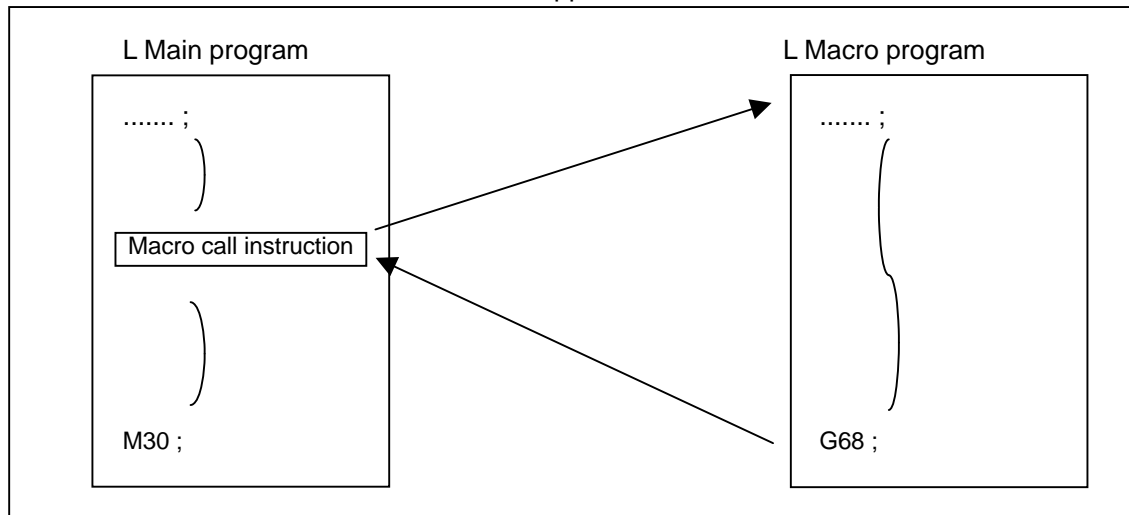 L Main program
....... ;
Macro call instruction
M30 ;
L Macro program
....... ;
G68 ;